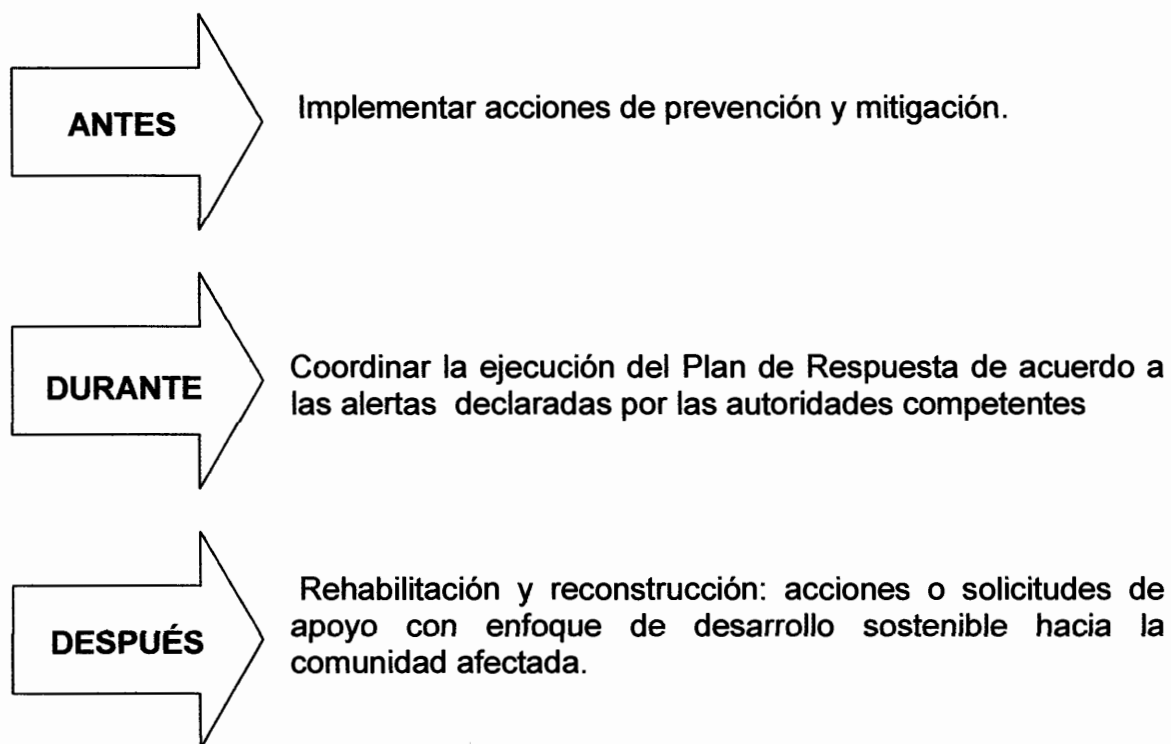 ANTES
Implementar acciones de prevención y mitigación.
DURANTE
Coordinar la ejecución del Plan de Respuesta de acuerdo a
las alertas declaradas por las autoridades competentes
DESPUÉS
Rehabilitación y reconstrucción: acciones o solicitudes de
apoyo con enfoque de desarrollo sostenible hacia la
comunidad afectada.